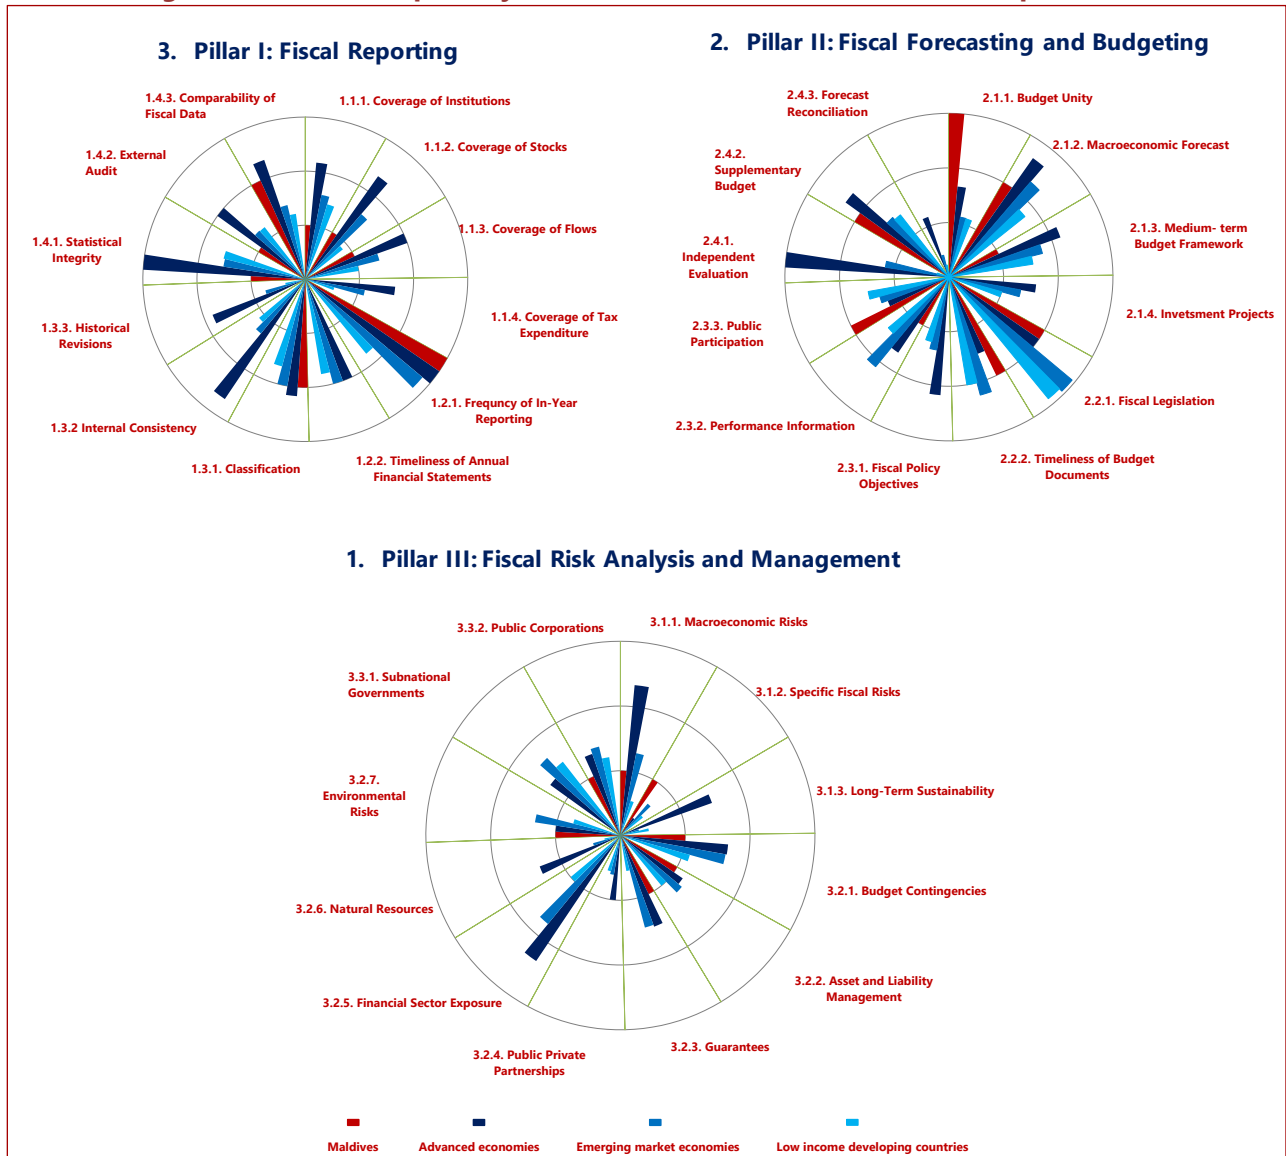 3. Pillar I: Fiscal Reporting
1.4.3. Comparability of
Fiscal Data
1.1.1. Coverage of Institutions
1.1.2. Coverage of Stocks
1.4.2. External
Audit
1.1.3. Coverage of Flows
1.4.1. Statistical
Integrity
1.1.4. Coverage of Tax
Expenditure
1.3.3. Historical
Revisions
1.2.1. Frequncy of In-Year
Reporting
1.3.2 Internal Consistency
1.3.1. Classification
1.2.2. Timeliness of Annual
Financial Statements
2. Pillar II: Fiscal Forecasting and Budgeting
2.4.3. Forecast
Reconciliation
2.1.1. Budget Unity
2.1.2. Macroeconomic Forecast
2.4.2.
Supplementary
Budget
2.1.3. Medium- term
Budget Framework
2.4.1.
Independent
Evaluation
2.1.4. Invetsment Projects
2.3.3. Public
Participation
2.2.1. Fiscal Legislation
2.3.2. Performance Information
2.2.2. Timeliness of Budget
Documents
2.3.1. Fiscal Policy
Objectives
1. Pillar III: Fiscal Risk Analysis and Management
3.3.2. Public Corporations
3.1.1. Macroeconomic Risks
3.3.1. Subnational
Governments
3.1.2. Specific Fiscal Risks
3.2.7.
Environmental
Risks
3.1.3. Long-Term Sustainability
3.2.1. Budget Contingencies
3.2.6. Natural Resources
3.2.2. Asset and Liability
Management
3.2.5. Financial Sector Exposure
3.2.3. Guarantees
3.2.4. Public Private
Partnerships
Maldives
Advanced economies
Emerging market economies
Low income developing countries